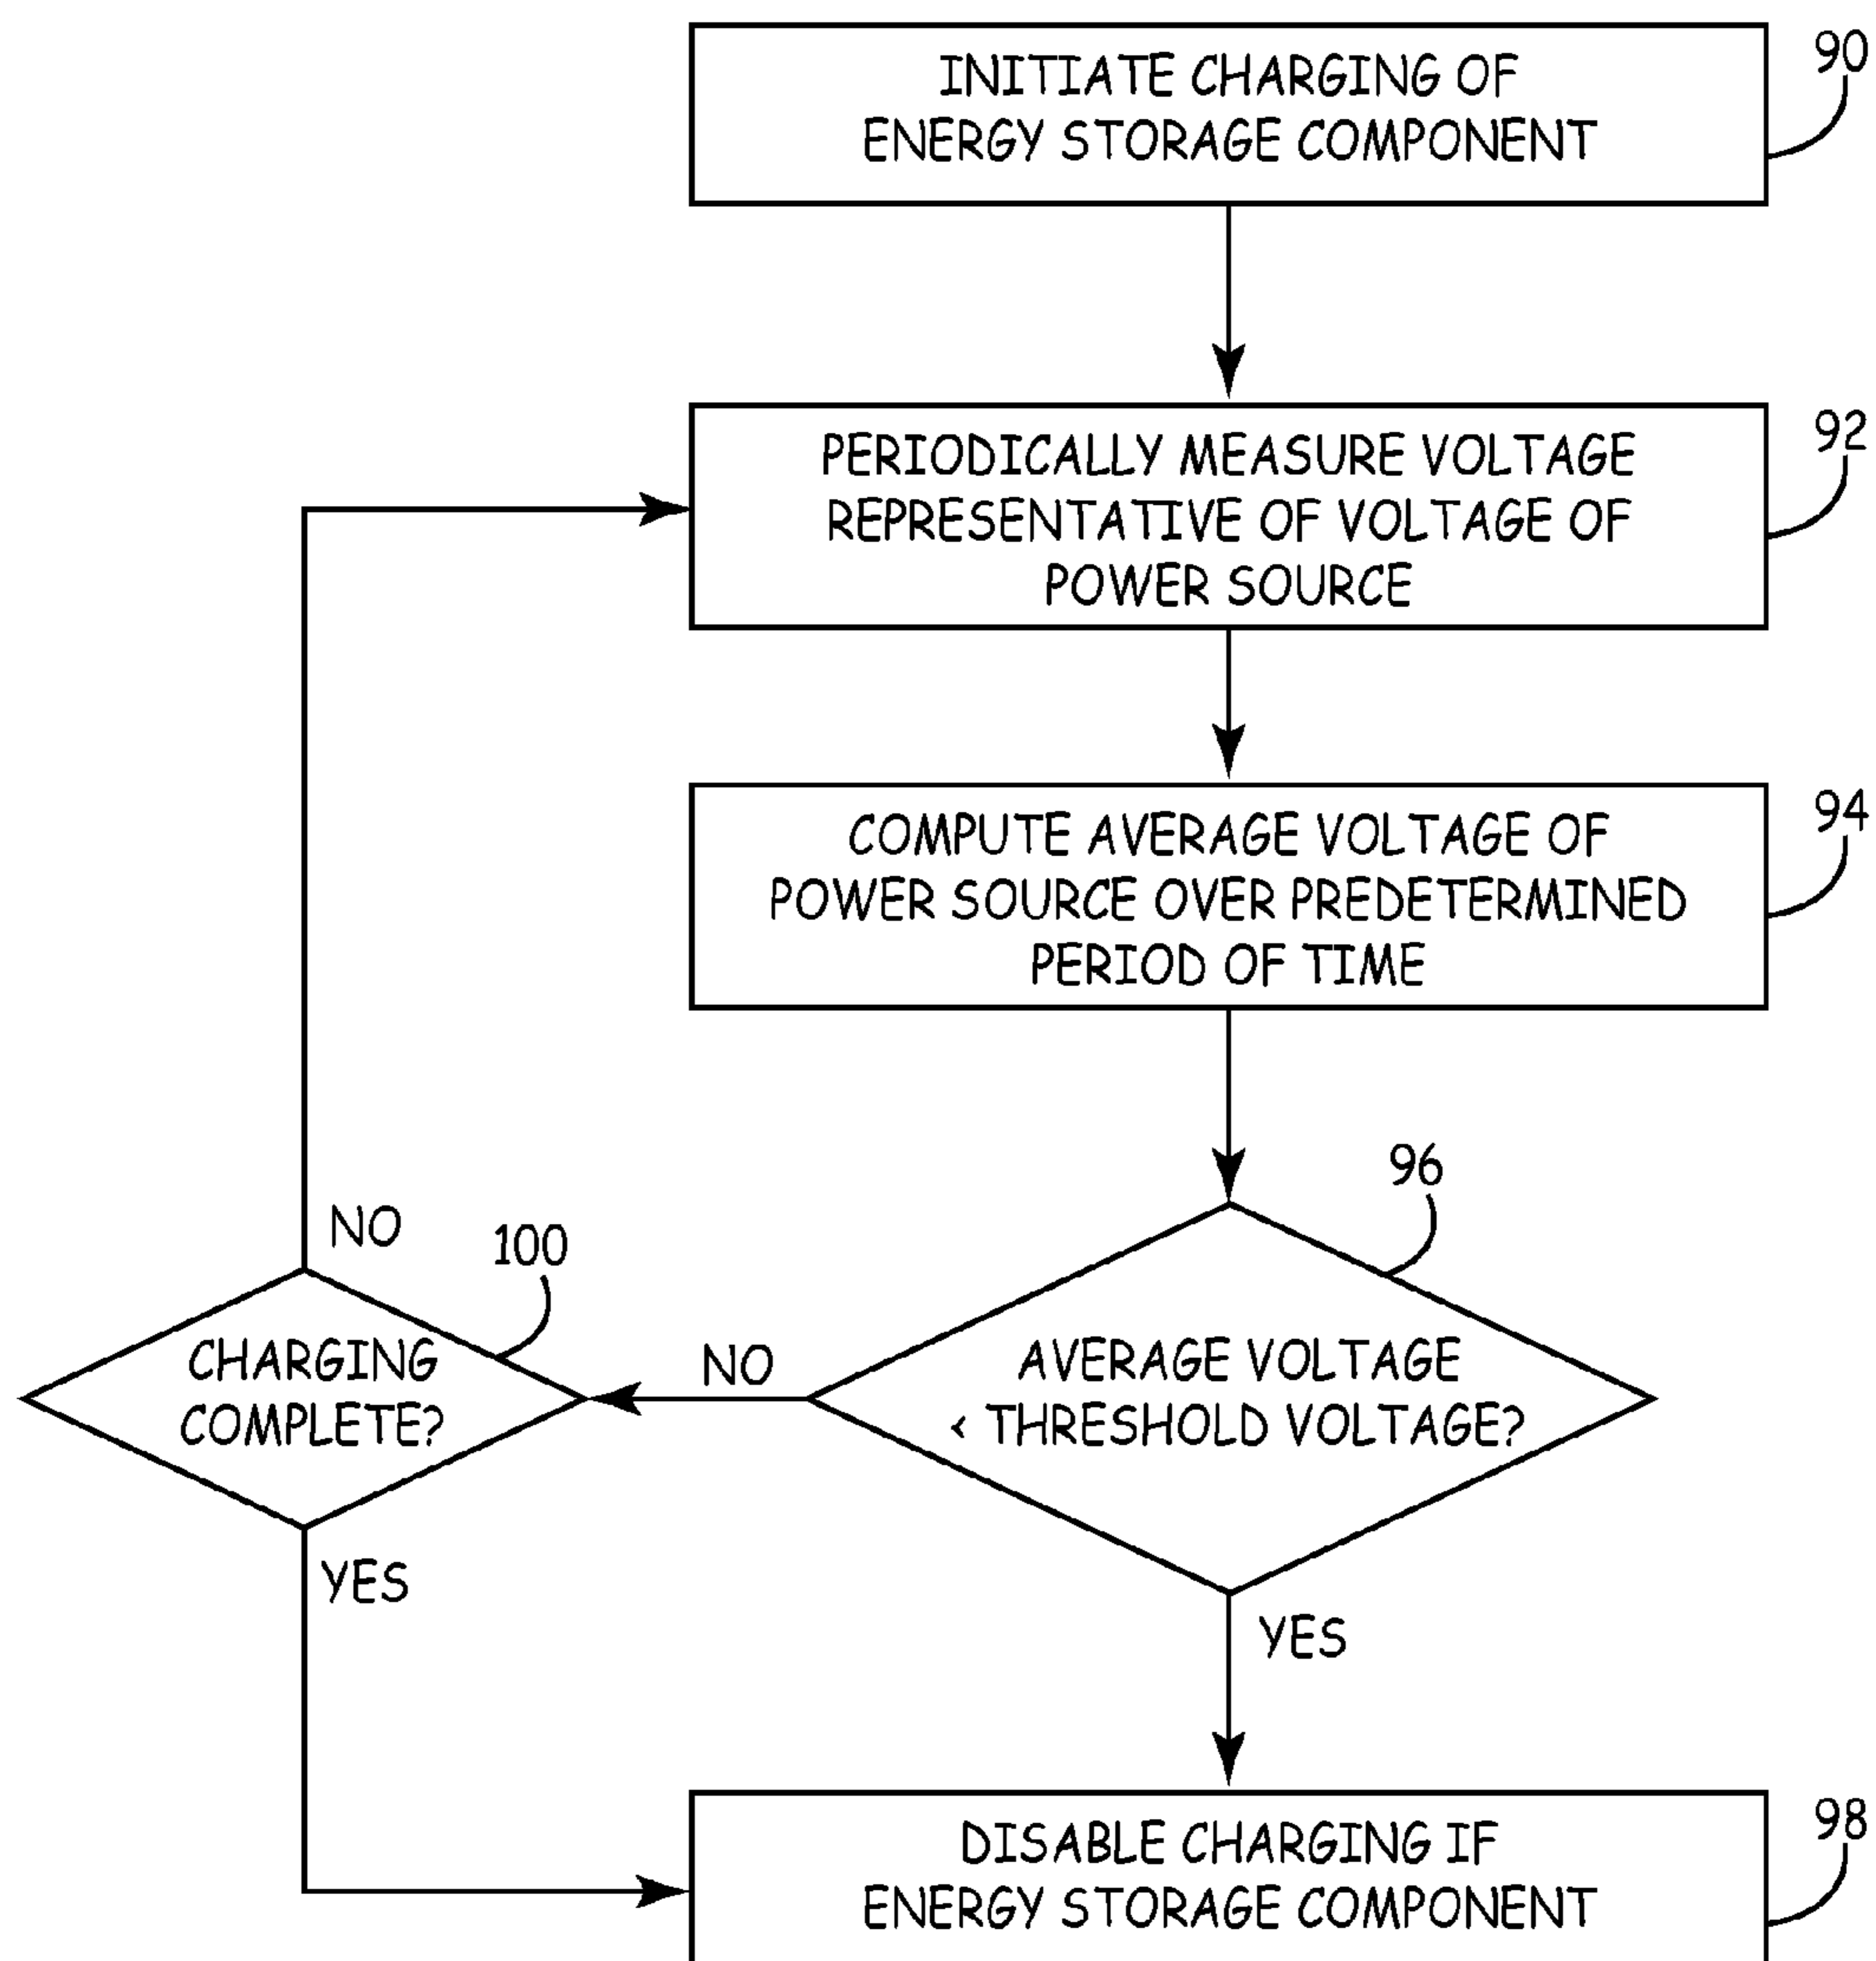 INITIATE CHARGING OF
ENERGY STORAGE COMPONENT
90
PERIODICALLY MEASURE VOLTAGE
REPRESENTATIVE OF VOLTAGE OF
POWER SOURCE
92
COMPUTE AVERAGE VOLTAGE OF
POWER SOURCE OVER PREDETERMINED
PERIOD OF TIME
94
96
AVERAGE VOLTAGE
< THRESHOLD VOLTAGE?
NO
100
CHARGING
COMPLETE?
NO
YES
YES
DISABLE CHARGING IF
ENERGY STORAGE COMPONENT
98